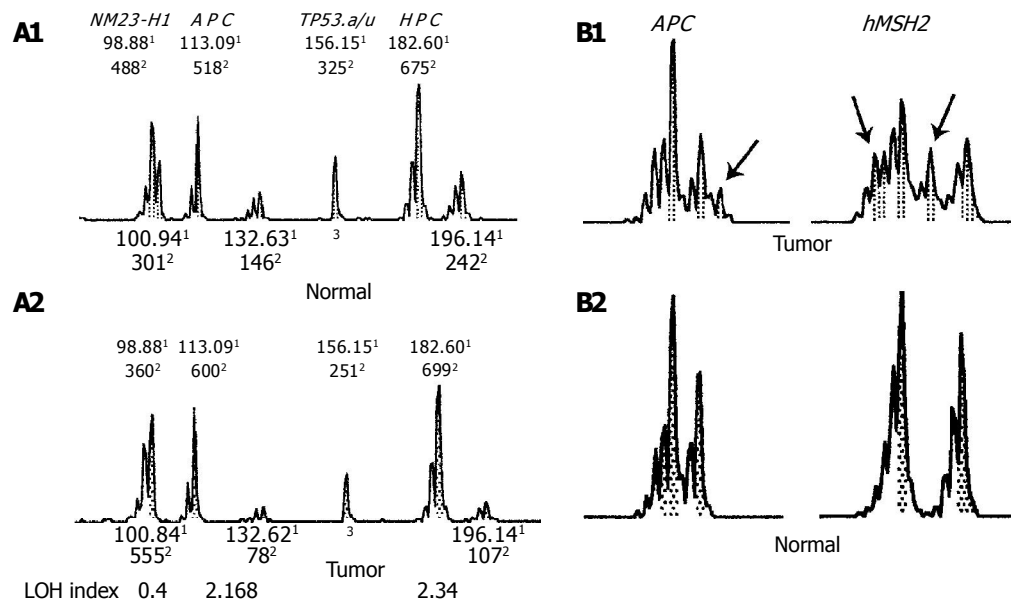 A1
NM23-H1 APC TP53.a/u HPC
98.88¹ 113.09¹ 156.15¹ 182.60¹
488² 518² 325² 675²
100.94¹ 132.63¹ ³ 196.14¹
301² 146² 242²
Normal
A2
98.88¹ 113.09¹ 156.15¹ 182.60¹
360² 600² 251² 699²
100.84¹ 132.62¹ ³ 196.14¹
555² 78² 107²
Tumor
LOH index 0.4 2.168 2.34
B1
APC hMSH2
Tumor
B2
Normal